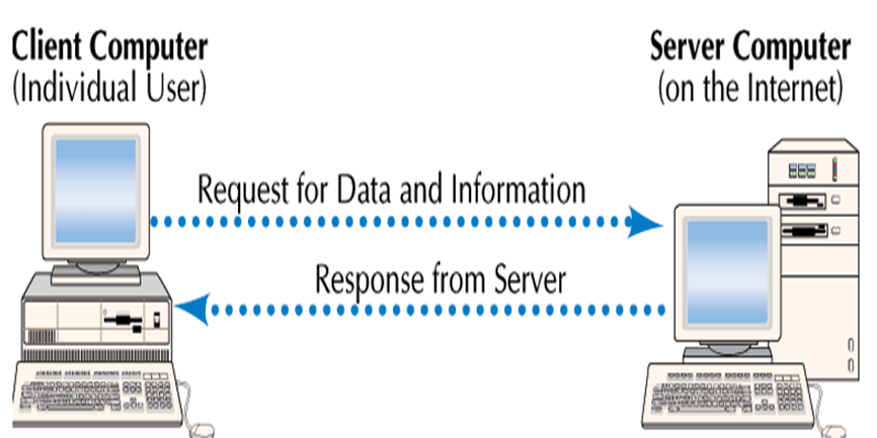 Client Computer
(Individual User)
Server Computer
(on the Internet)
Request for Data and Information
Response from Server